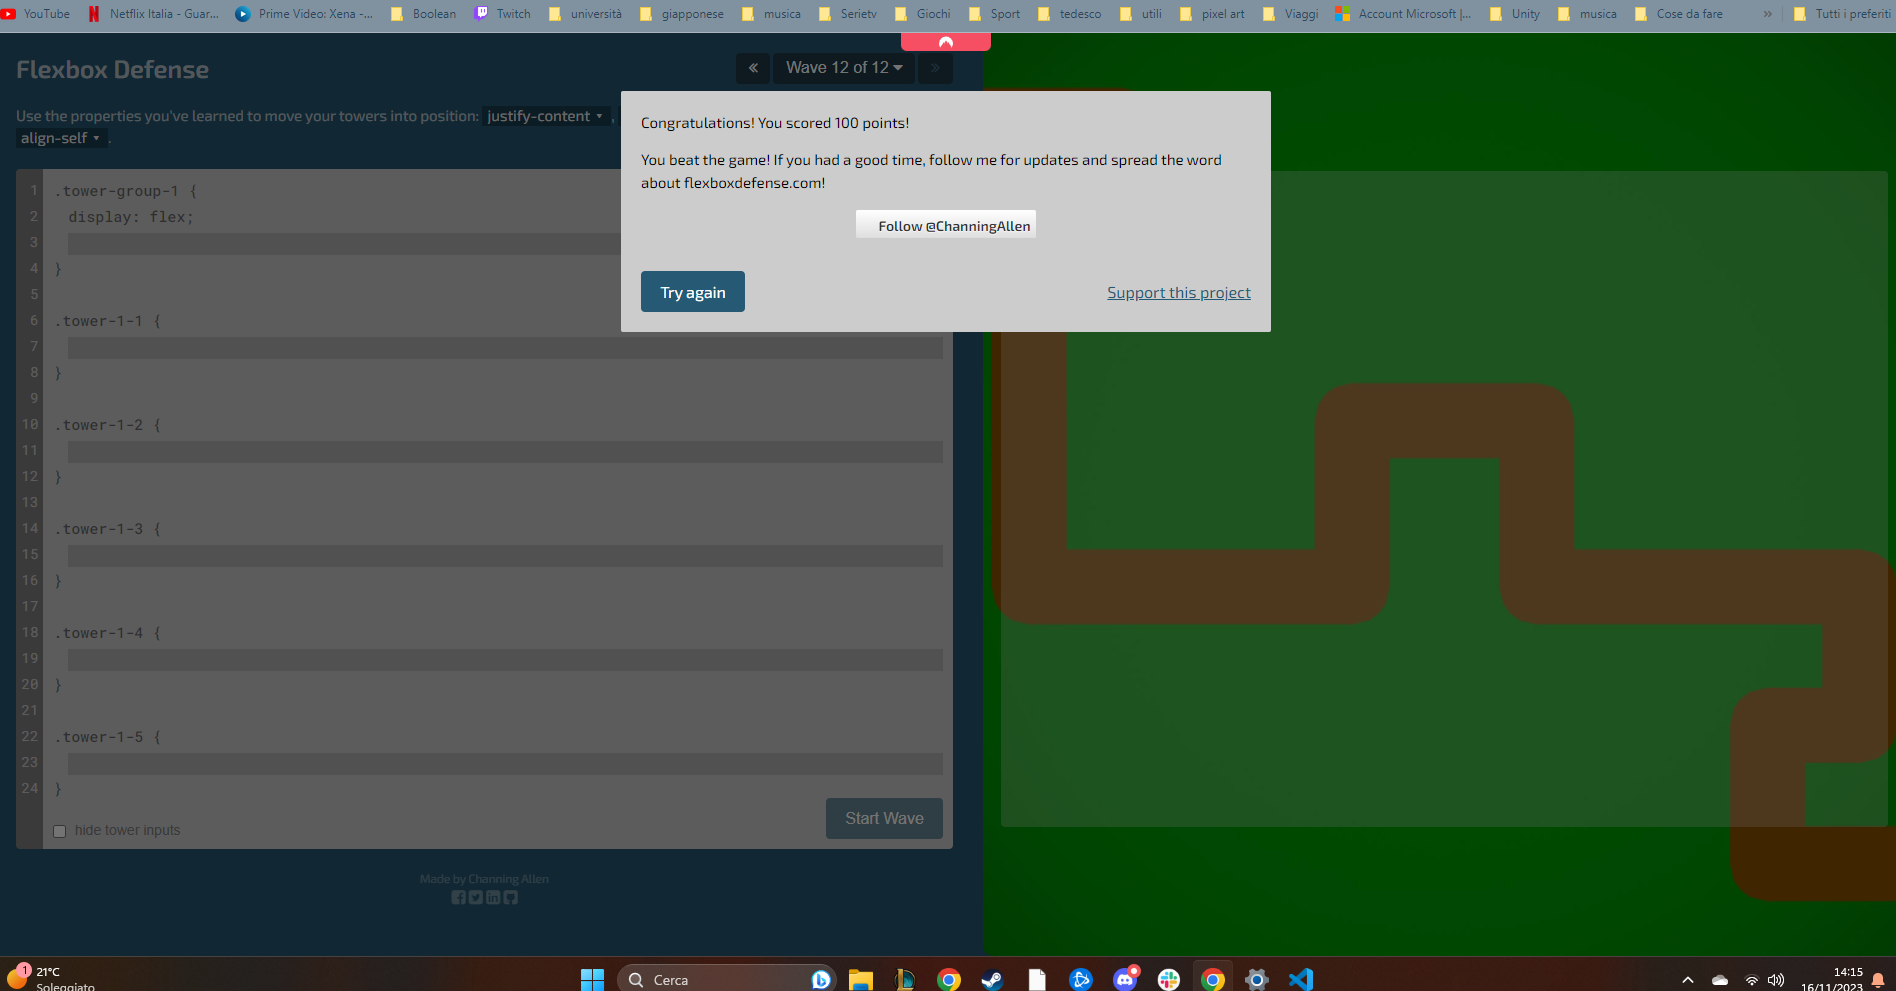 YouTube Netflix Italia - Guar... Prime Video: Xena -... Boolean Twitch università giapponese musica Serietv Giochi Sport tedesco utili pixel art Viaggi Account Microsoft |... Unity musica Cose da fare » Tutti i preferiti
Flexbox Defense
« Wave 12 of 12 »
Use the properties you've learned to move your towers into position: justify-content ,
align-self .
Congratulations! You scored 100 points!
You beat the game! If you had a good time, follow me for updates and spread the word
about flexboxdefense.com!
Follow @ChanningAllen
Try again
Support this project
1 .tower-group-1 {
2 display: flex;
3
4 }
5
6 .tower-1-1 {
7
8 }
9
10 .tower-1-2 {
11
12 }
13
14 .tower-1-3 {
15
16 }
17
18 .tower-1-4 {
19
20 }
21
22 .tower-1-5 {
23
24 }
Start Wave
hide tower inputs
Made by Channing Allen
1
21°C
Soleggiato
Cerca
14:15
16/11/2023